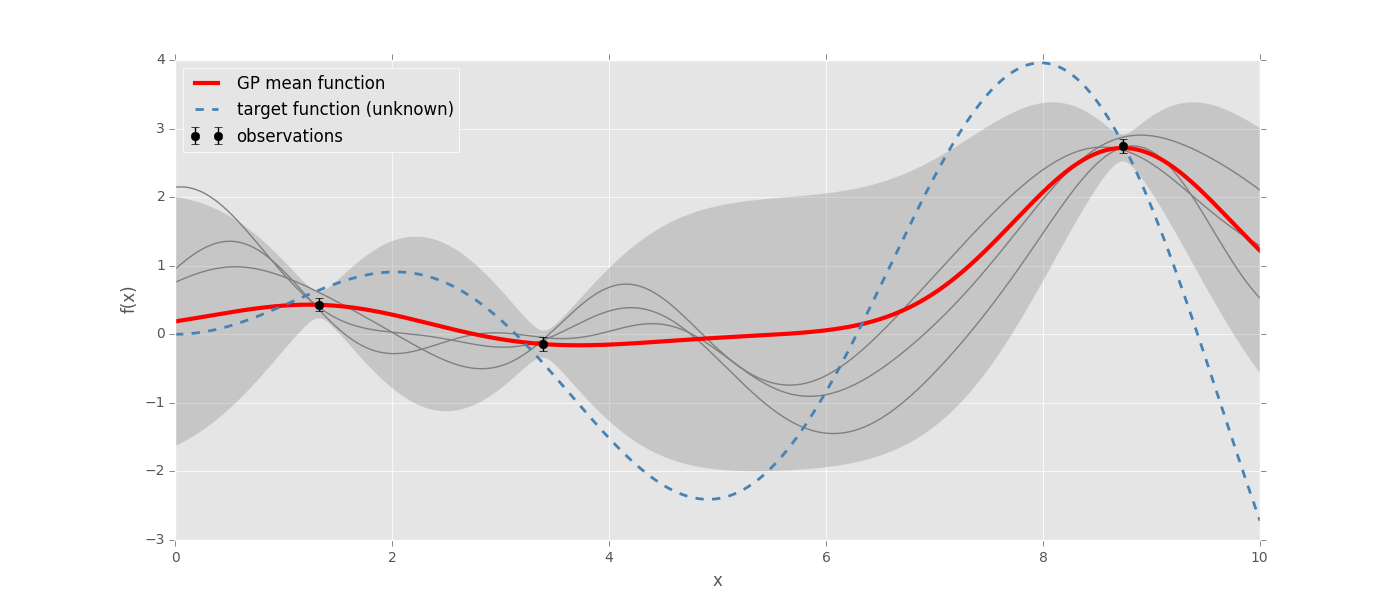 4
3
2
1
0
−1
−2
−3
f(x)
GP mean function
target function (unknown)
observations
0 2 4 6 8 10
x